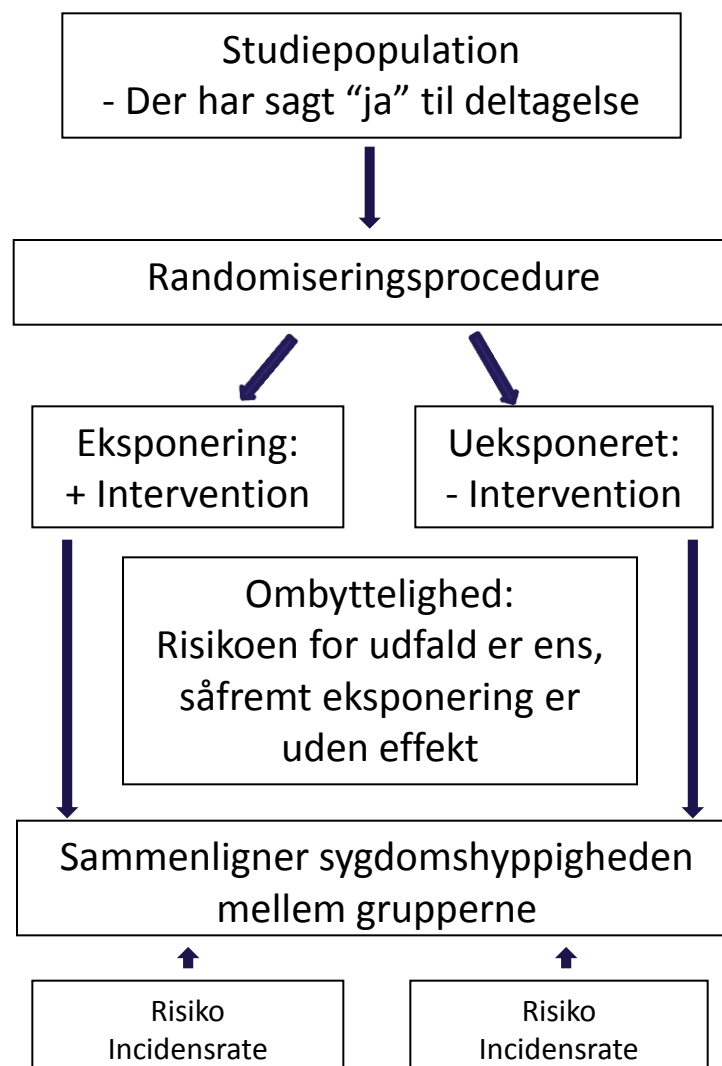 Studiepopulation
- Der har sagt “ja” til deltagelse
Randomiseringsprocedure
Eksponering:
+ Intervention
Ueksponeret:
- Intervention
Ombyttelighed:
Risikoen for udfald er ens,
såfremt eksponering er
uden effekt
Sammenligner sygdomshyppigheden
mellem grupperne
Risiko
Incidensrate
Risiko
Incidensrate